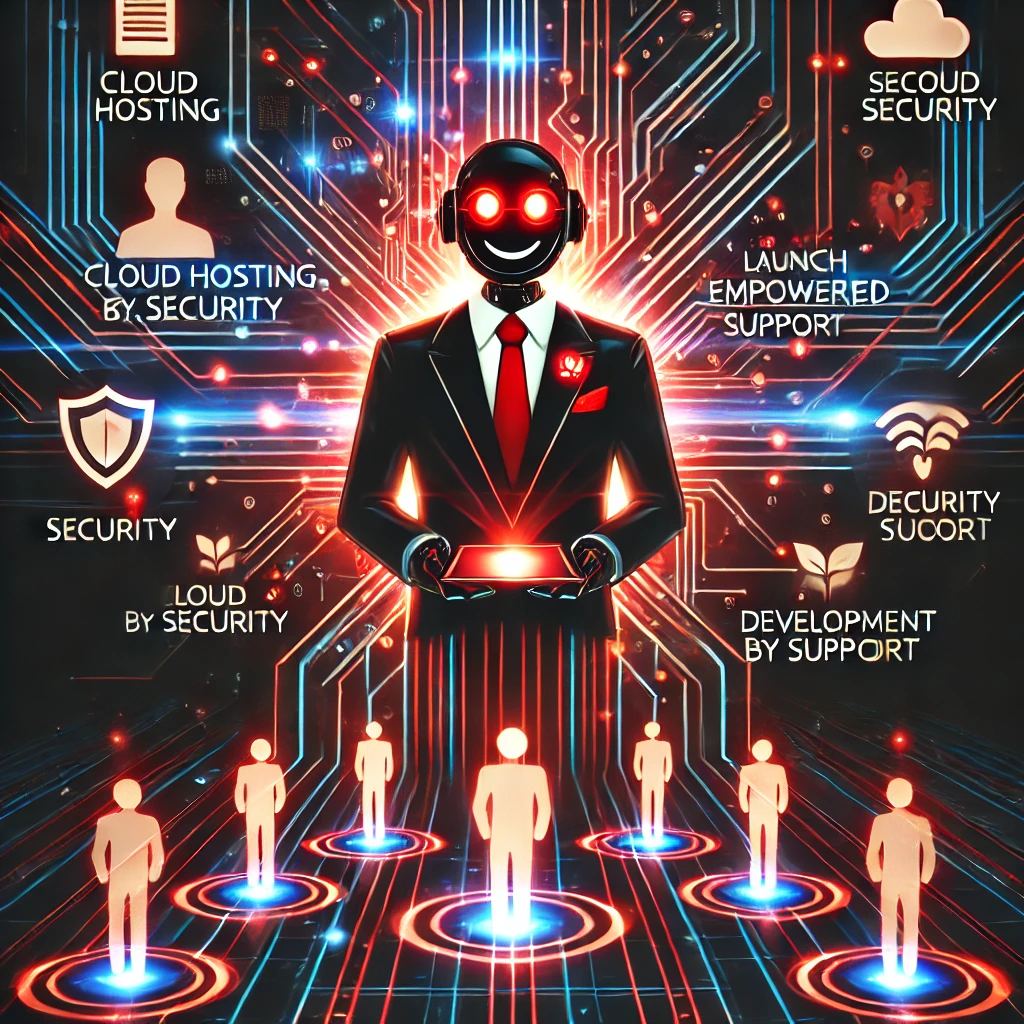 CLOUD
HOSTING
SECOUD
SECURITY
CLOUD HOSTING
BY, SECURITY
LAUNCH
EMPOWERED
SUPPORT
SECURITY
DECURITY
SUCORT
LOUD
BY SECURITY
DEVELOPMENT
BY SUPPORT